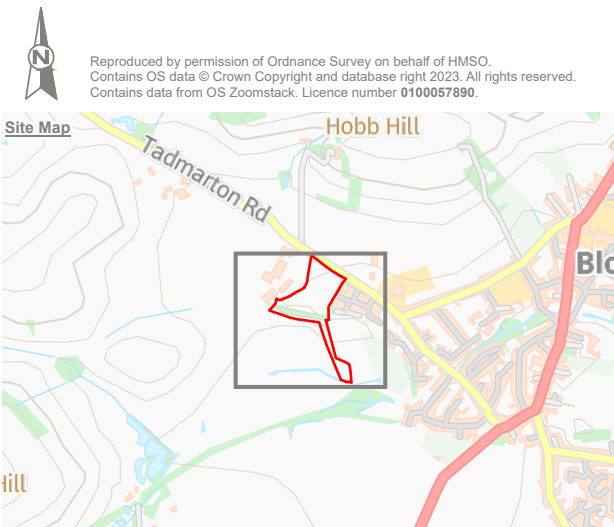 N
Reproduced by permission of Ordnance Survey on behalf of HMSO.
Contains OS data © Crown Copyright and database right 2023. All rights reserved.
Contains data from OS Zoomstack. Licence number 0100057890.
Site Map
Hobb Hill
Tadmarton Rd
Blo
Hill